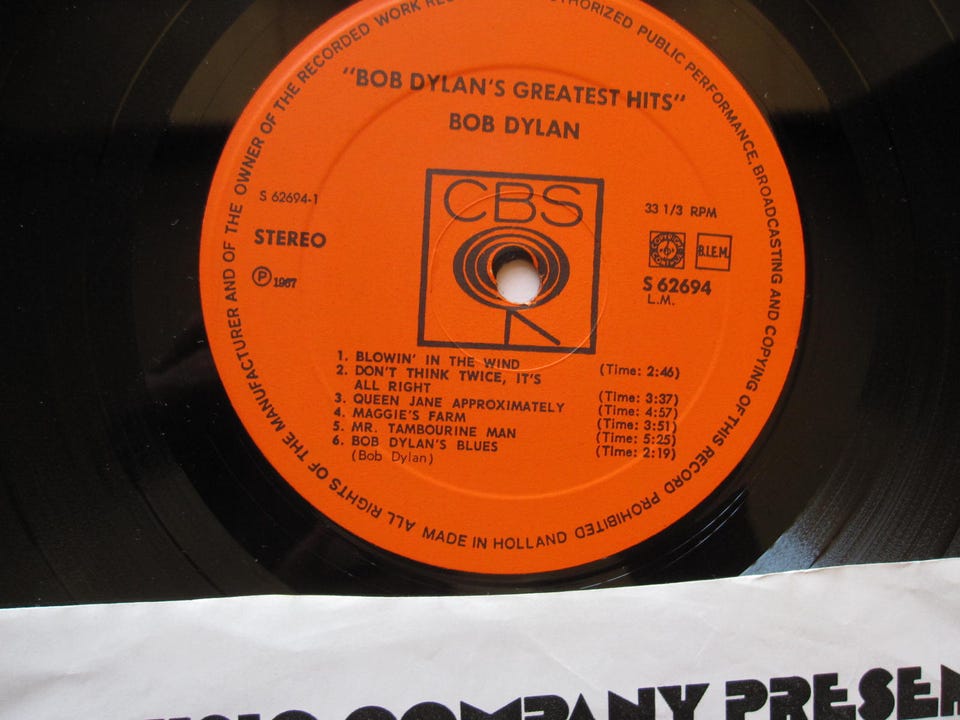 ALL RIGHTS OF THE MANUFACTURER AND OF THE OWNER OF THE RECORDED WORK
PUBLIC PERFORMANCE, BROADCASTING AND COPYING OF THIS RECORD PROHIBITED
"BOB DYLAN'S GREATEST HITS"
BOB DYLAN
CBS
S 62694-1
STEREO
℗ 1967
33 1/3 RPM
B.I.E.M.
S 62694
L.M.
1. BLOWIN' IN THE WIND (Time: 2:46)
2. DON'T THINK TWICE, IT'S
ALL RIGHT (Time: 3:37)
3. QUEEN JANE APPROXIMATELY (Time: 4:57)
4. MAGGIE'S FARM (Time: 3:51)
5. MR. TAMBOURINE MAN (Time: 5:25)
6. BOB DYLAN'S BLUES (Time: 2:19)
(Bob Dylan)
MADE IN HOLLAND
COMPANY PRESEN